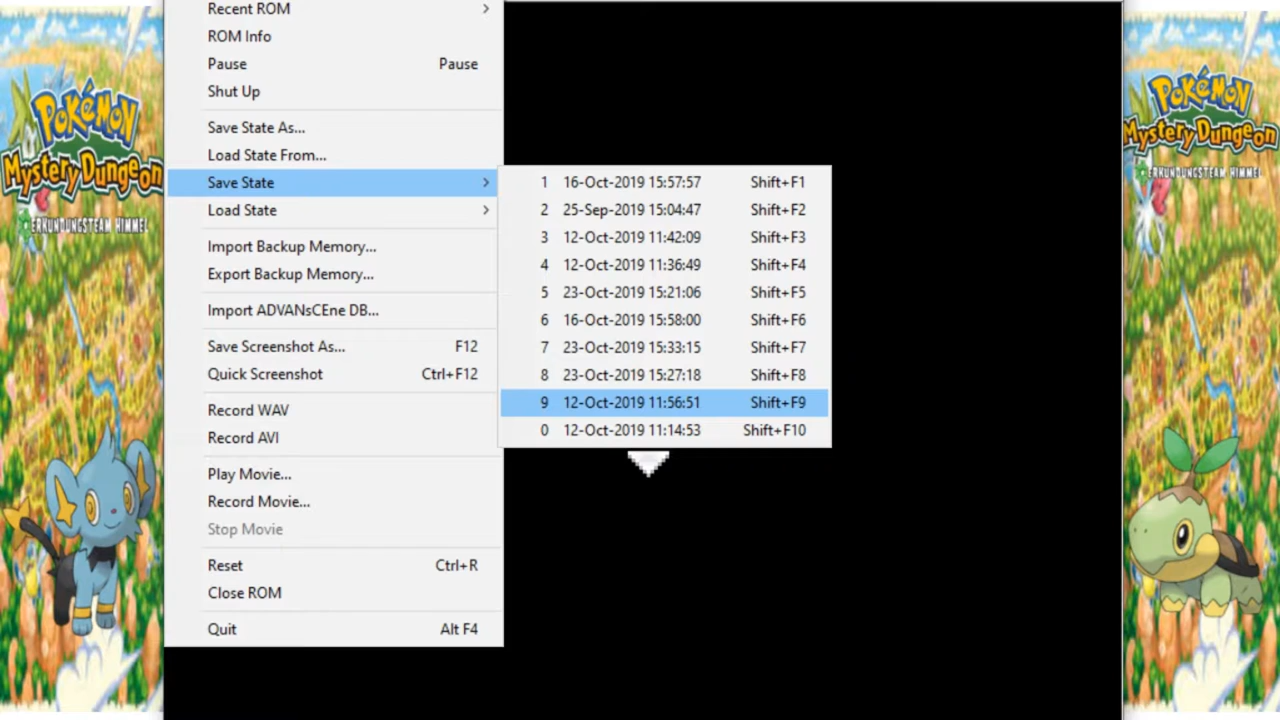 Recent ROM
ROM Info
Pause Pause
Shut Up
Save State As...
Load State From...
Save State
Load State
Import Backup Memory...
Export Backup Memory...
Import ADVANsCEne DB...
Save Screenshot As... F12
Quick Screenshot Ctrl+F12
Record WAV
Record AVI
Play Movie...
Record Movie...
Stop Movie
Reset Ctrl+R
Close ROM
Quit Alt F4
1 16-Oct-2019 15:57:57 Shift+F1
2 25-Sep-2019 15:04:47 Shift+F2
3 12-Oct-2019 11:42:09 Shift+F3
4 12-Oct-2019 11:36:49 Shift+F4
5 23-Oct-2019 15:21:06 Shift+F5
6 16-Oct-2019 15:58:00 Shift+F6
7 23-Oct-2019 15:33:15 Shift+F7
8 23-Oct-2019 15:27:18 Shift+F8
9 12-Oct-2019 11:56:51 Shift+F9
0 12-Oct-2019 11:14:53 Shift+F10
POKéMON
Mystery Dungeon
ERKUNDUNGSTEAM HIMMEL
POKéMON
Mystery Dungeon
ERKUNDUNGSTEAM HIMMEL